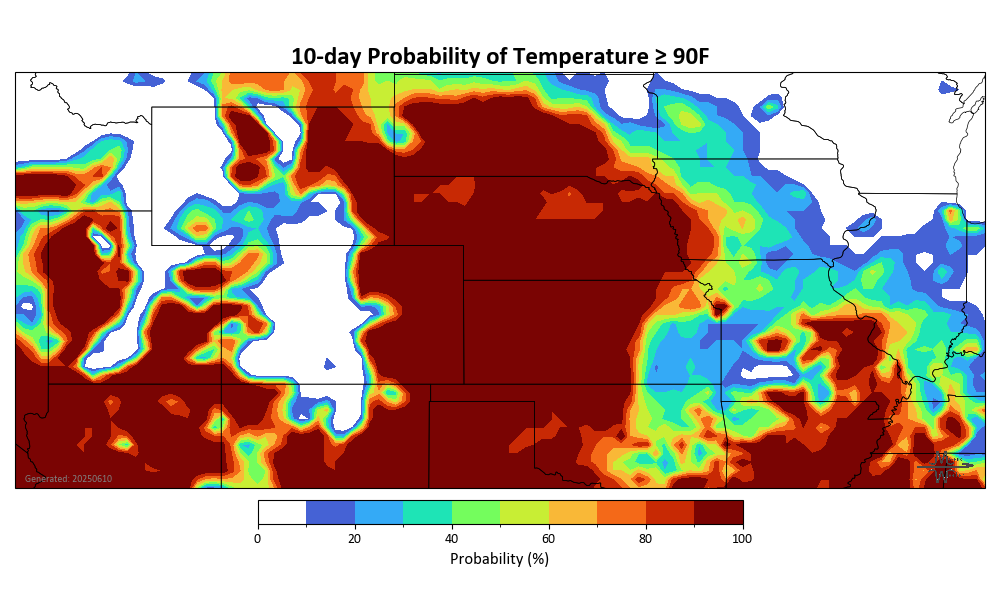 10-day Probability of Temperature ≥ 90F
Generated: 20250610
0 20 40 60 80 100
Probability (%)